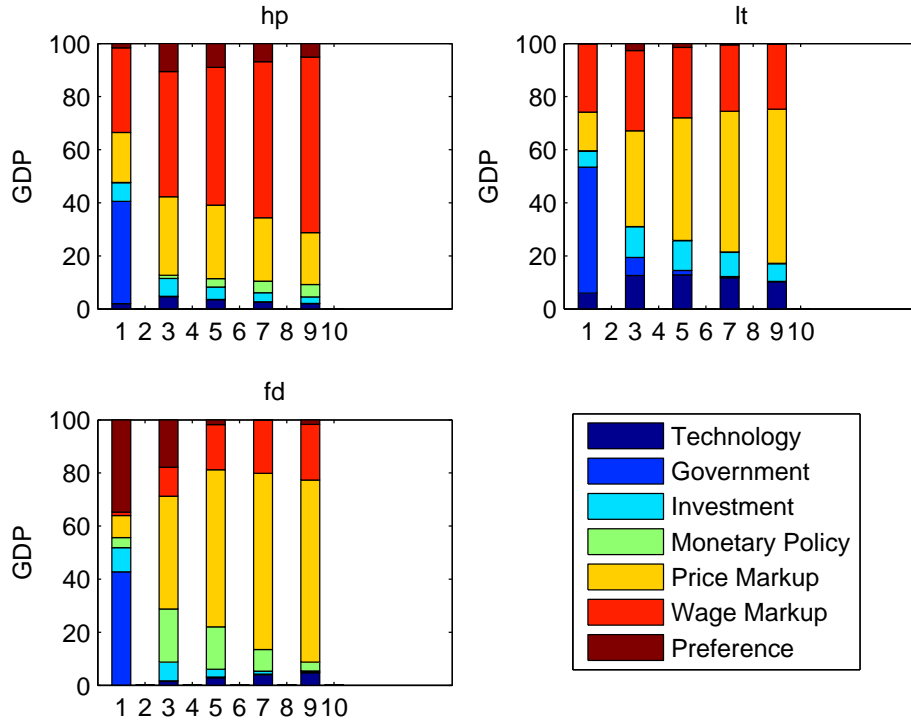 hp
100
80
60
40
20
0
GDP
1 2 3 4 5 6 7 8 9 10
lt
100
80
60
40
20
0
GDP
1 2 3 4 5 6 7 8 9 10
fd
100
80
60
40
20
0
GDP
1 2 3 4 5 6 7 8 9 10
Technology
Government
Investment
Monetary Policy
Price Markup
Wage Markup
Preference